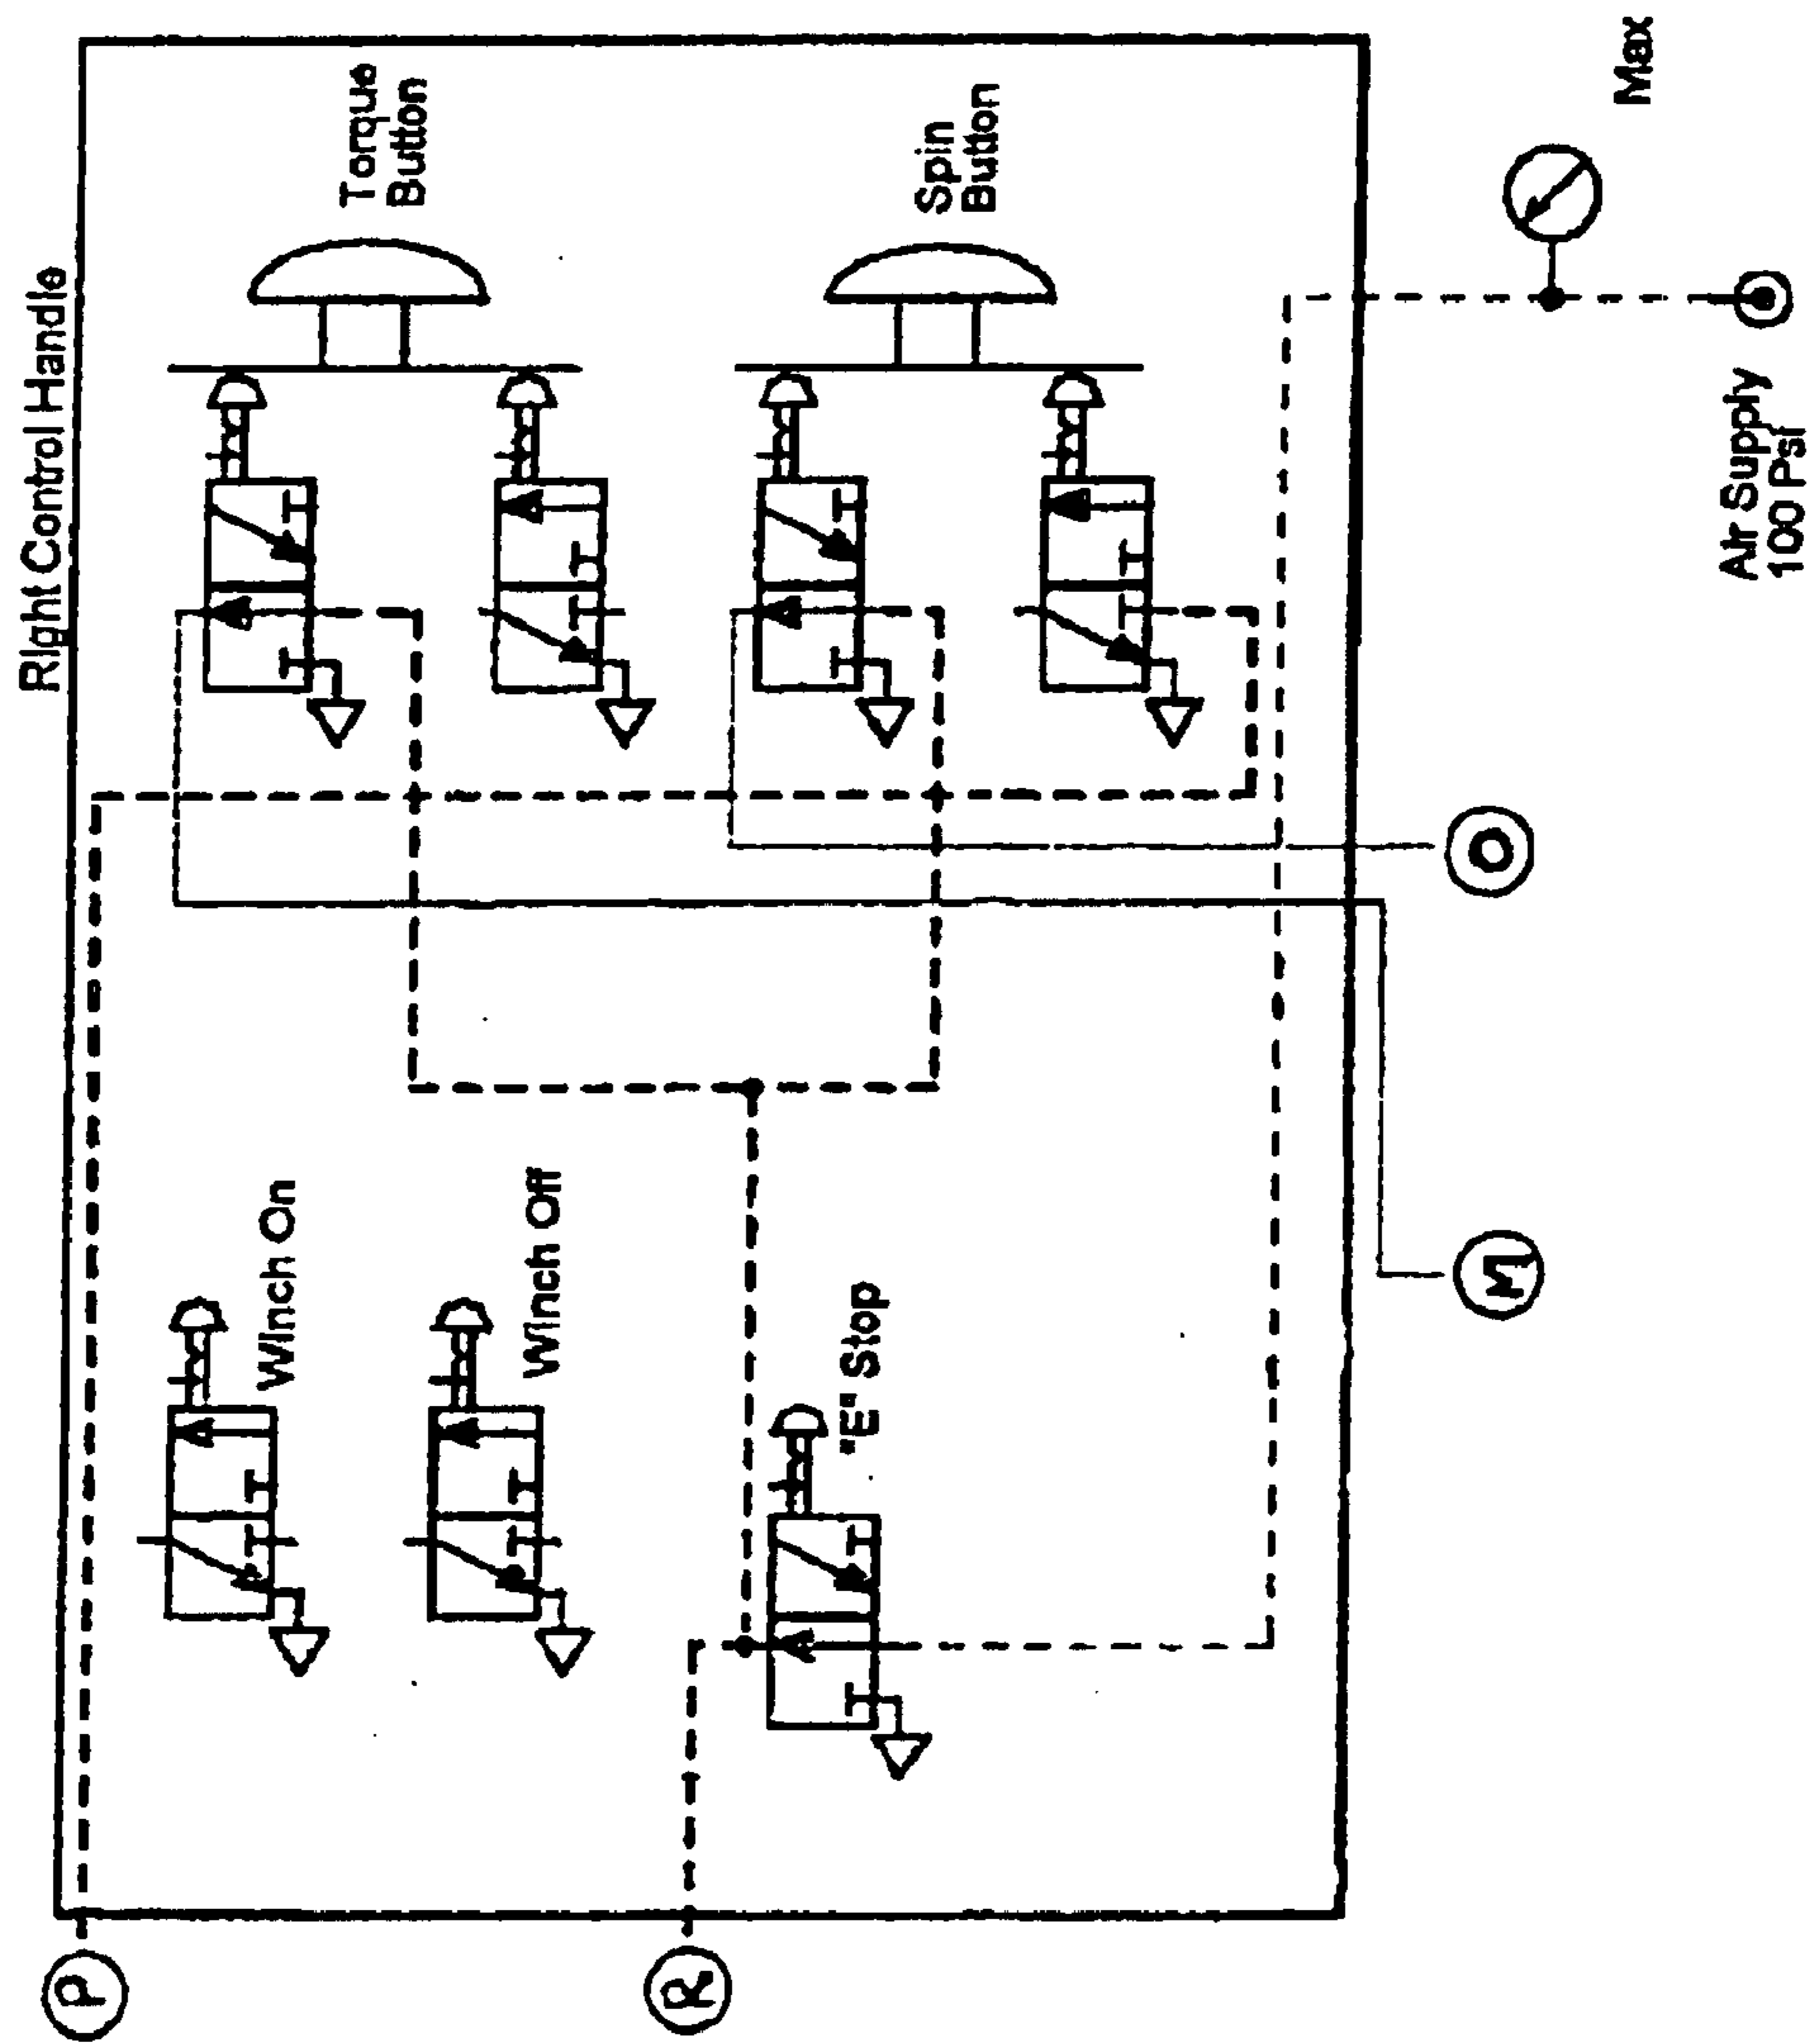 Right Control Handle
P
Winch On
Torque
Button
Winch Off
R
"E" Stop
Spin
Button
M
O
Max
Air Supply
100 Psi